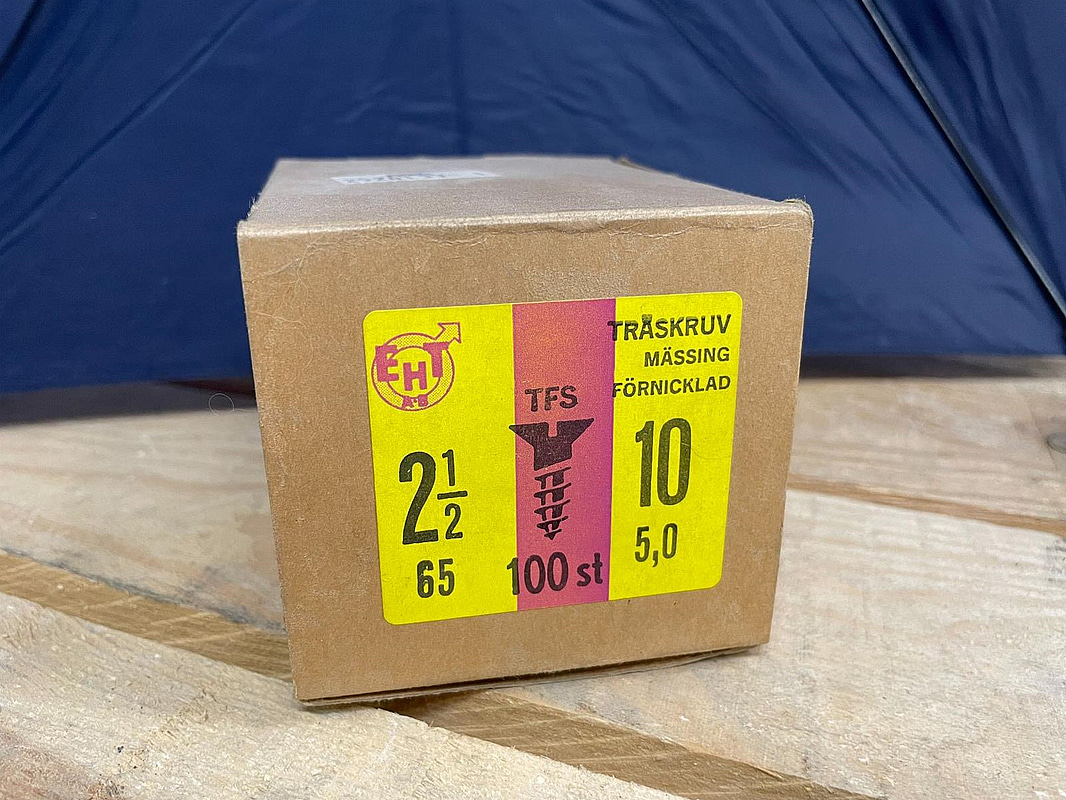 EHT
AB
TFS
TRÄSKRUV
MÄSSING
FÖRNICKLAD
2 1/2
65
100 st
10
5,0